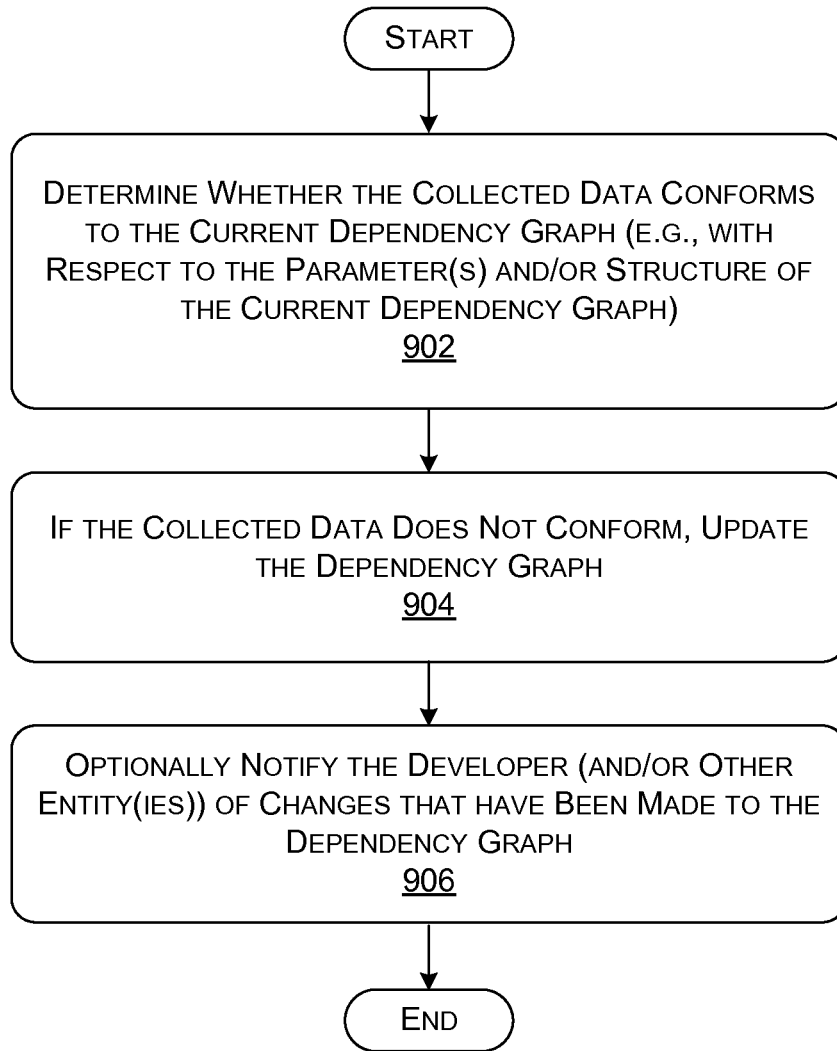 START
DETERMINE WHETHER THE COLLECTED DATA CONFORMS
TO THE CURRENT DEPENDENCY GRAPH (E.G., WITH
RESPECT TO THE PARAMETER(S) AND/OR STRUCTURE OF
THE CURRENT DEPENDENCY GRAPH)
902
IF THE COLLECTED DATA DOES NOT CONFORM, UPDATE
THE DEPENDENCY GRAPH
904
OPTIONALLY NOTIFY THE DEVELOPER (AND/OR OTHER
ENTITY(IES)) OF CHANGES THAT HAVE BEEN MADE TO THE
DEPENDENCY GRAPH
906
END